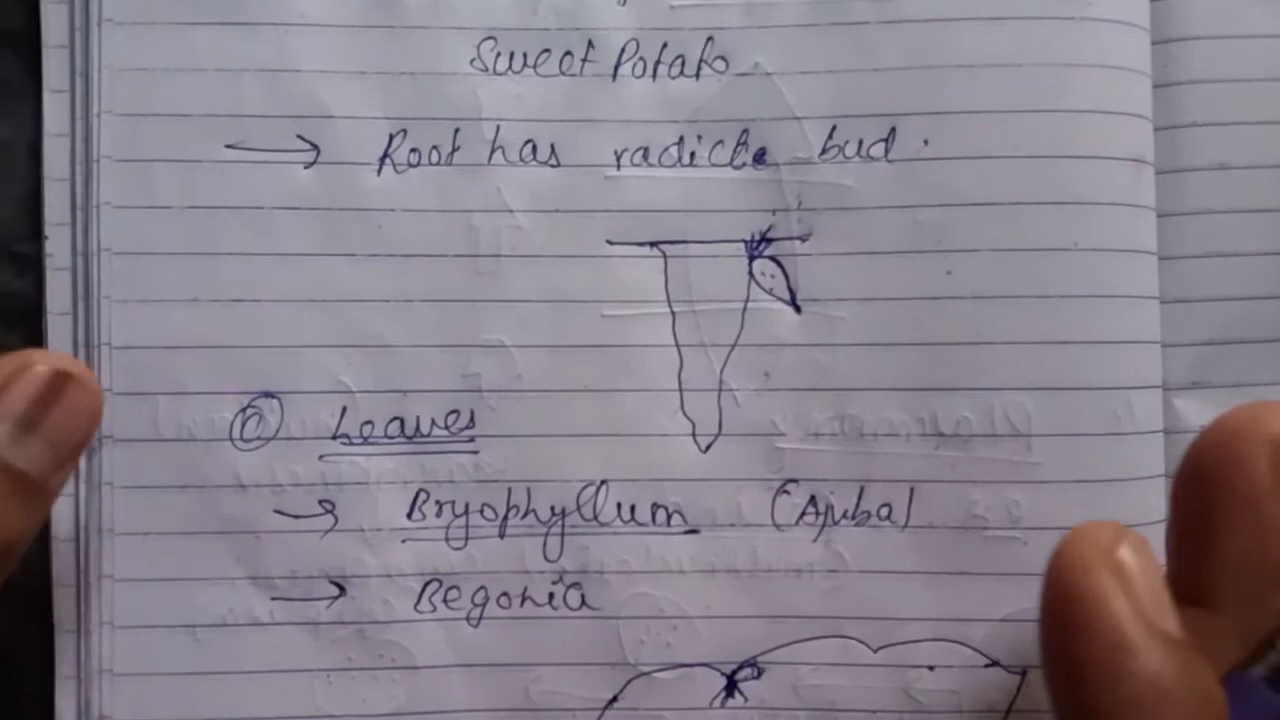 Sweet Potato
→ Root has radicle bud.
Leaves
→ Bryophyllum (Ajuba)
→ Begonia